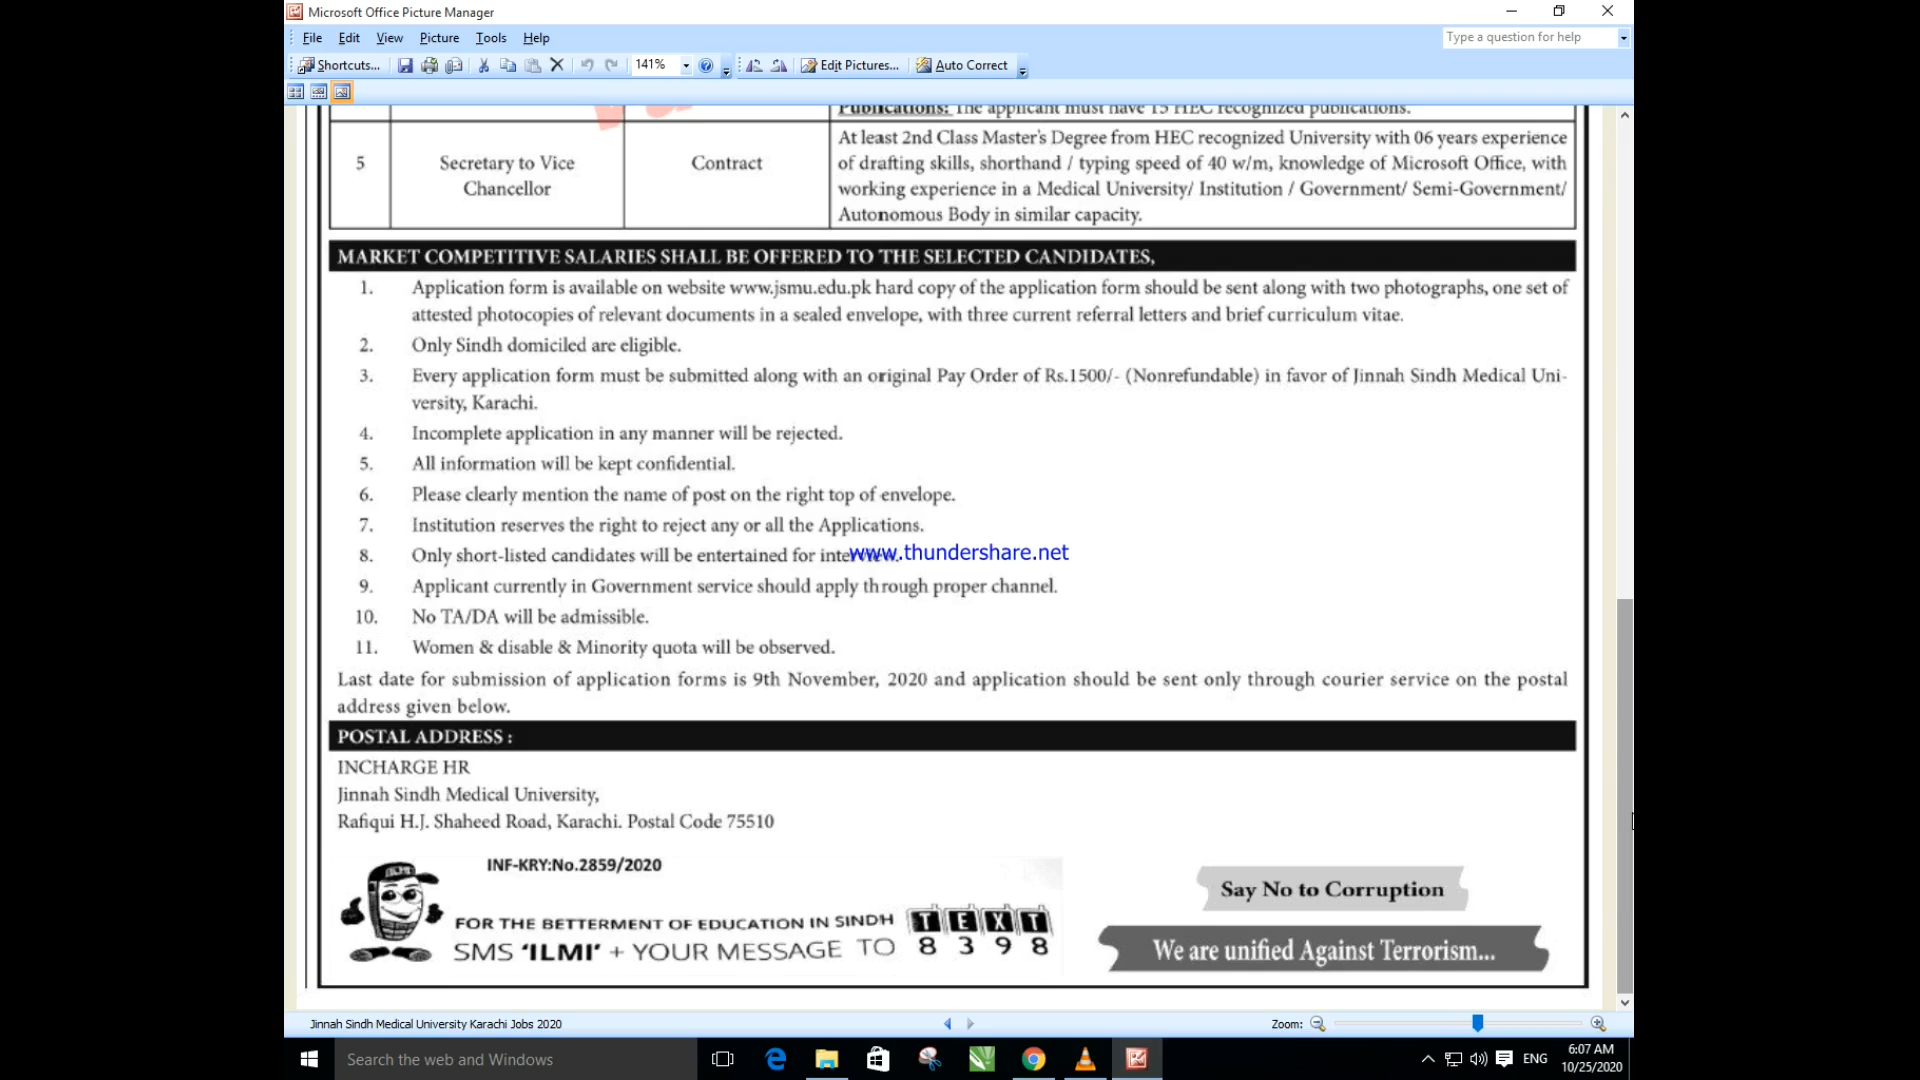 Microsoft Office Picture Manager
File Edit View Picture Tools Help
Type a question for help
Shortcuts... 141% Edit Pictures... Auto Correct
Publications: The applicant must have 15 HEC recognized publications.
5 Secretary to Vice Chancellor Contract
At least 2nd Class Master's Degree from HEC recognized University with 06 years experience
of drafting skills, shorthand / typing speed of 40 w/m, knowledge of Microsoft Office, with
working experience in a Medical University/ Institution / Government/ Semi-Government/
Autonomous Body in similar capacity.
MARKET COMPETITIVE SALARIES SHALL BE OFFERED TO THE SELECTED CANDIDATES,
1. Application form is available on website www.jsmu.edu.pk hard copy of the application form should be sent along with two photographs, one set of
attested photocopies of relevant documents in a sealed envelope, with three current referral letters and brief curriculum vitae.
2. Only Sindh domiciled are eligible.
3. Every application form must be submitted along with an original Pay Order of Rs.1500/- (Nonrefundable) in favor of Jinnah Sindh Medical Uni-
versity, Karachi.
4. Incomplete application in any manner will be rejected.
5. All information will be kept confidential.
6. Please clearly mention the name of post on the right top of envelope.
7. Institution reserves the right to reject any or all the Applications.
8. Only short-listed candidates will be entertained for interview.
www.thundershare.net
9. Applicant currently in Government service should apply through proper channel.
10. No TA/DA will be admissible.
11. Women & disable & Minority quota will be observed.
Last date for submission of application forms is 9th November, 2020 and application should be sent only through courier service on the postal
address given below.
POSTAL ADDRESS :
INCHARGE HR
Jinnah Sindh Medical University,
Rafiqui H.J. Shaheed Road, Karachi. Postal Code 75510
INF-KRY:No.2859/2020
FOR THE BETTERMENT OF EDUCATION IN SINDH TEXT
SMS 'ILMI' + YOUR MESSAGE TO 8398
Say No to Corruption
We are unified Against Terrorism...
Jinnah Sindh Medical University Karachi Jobs 2020
Zoom:
Search the web and Windows
ENG
6:07 AM
10/25/2020